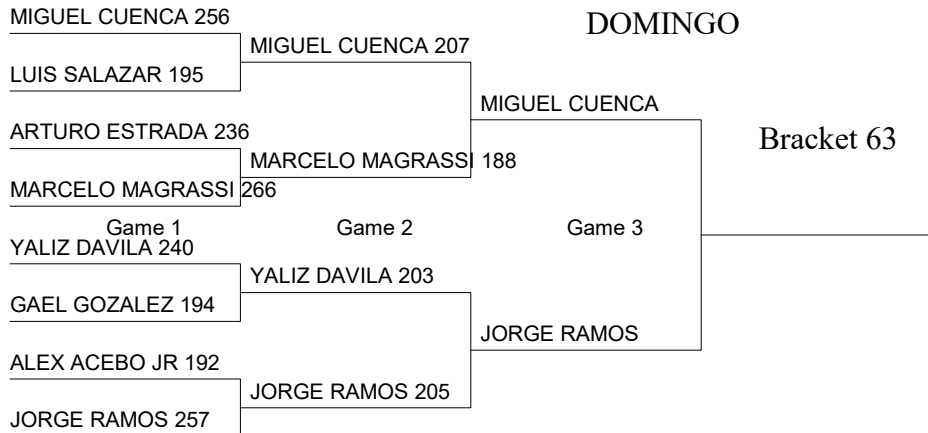 MIGUEL CUENCA 256
DOMINGO
MIGUEL CUENCA 207
LUIS SALAZAR 195
MIGUEL CUENCA
ARTURO ESTRADA 236
Bracket 63
MARCELO MAGRASSI 188
MARCELO MAGRASSI 266
Game 1
Game 2
Game 3
YALIZ DAVILA 240
YALIZ DAVILA 203
GAEL GOZALEZ 194
JORGE RAMOS
ALEX ACEBO JR 192
JORGE RAMOS 205
JORGE RAMOS 257